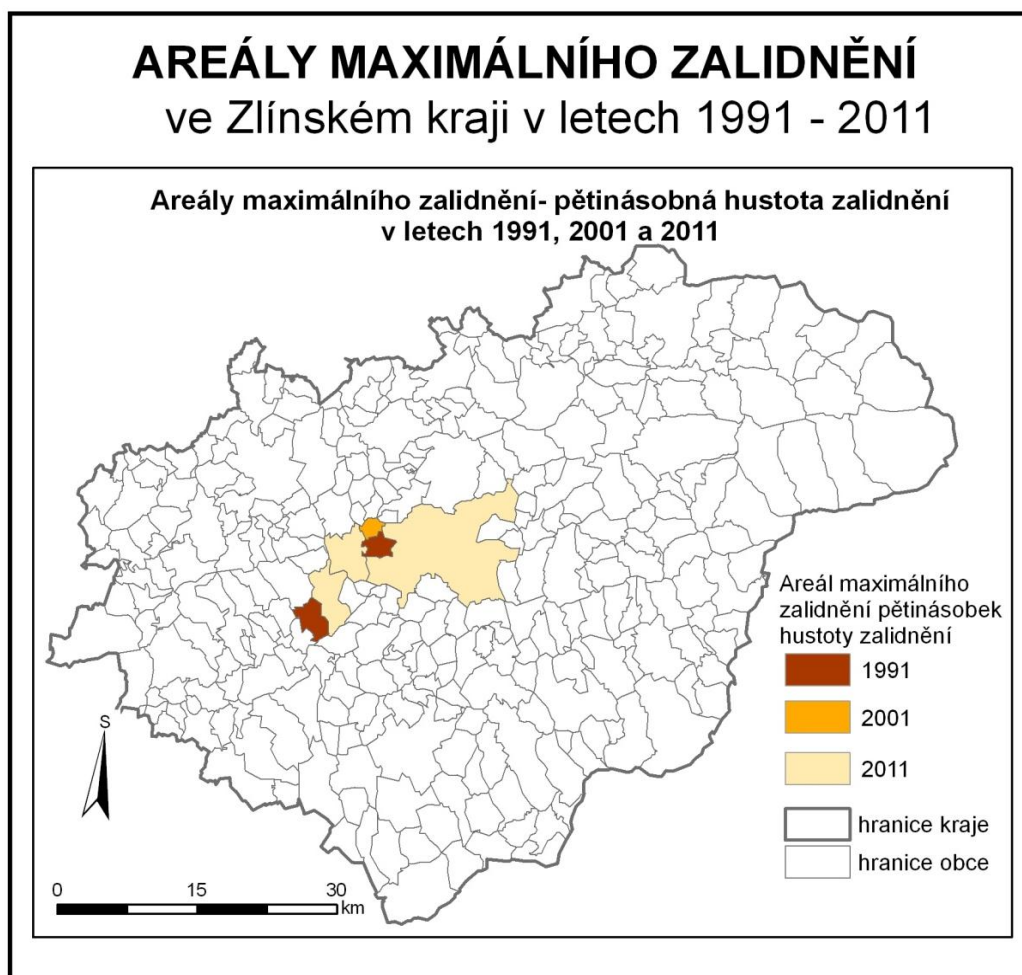 AREÁLY MAXIMÁLNÍHO ZALIDNĚNÍ
ve Zlínském kraji v letech 1991 - 2011
Areály maximálního zalidnění- pětinásobná hustota zalidnění
v letech 1991, 2001 a 2011
Areál maximálního
zalidnění pětinásobek
hustoty zalidnění
1991
2001
2011
hranice kraje
hranice obce
S
0 15 30
km